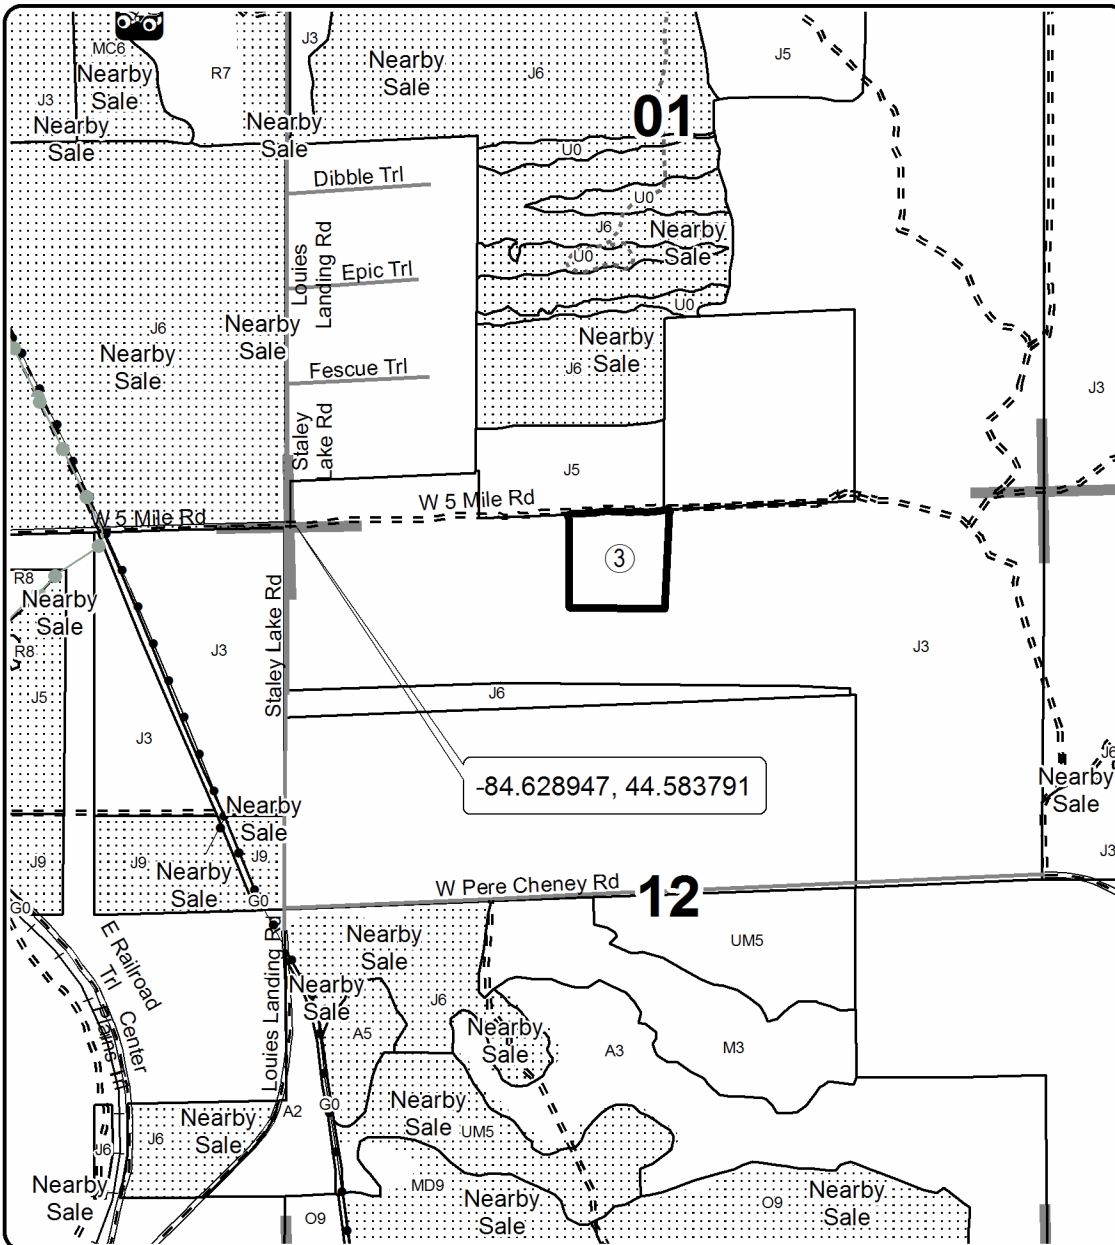 MC6
J3
R7
Nearby
Sale
J3
Nearby
Sale
Nearby
Sale
Nearby
Sale
J6
J5
01
U0
Dibble Trl
U0
J6
Nearby
Sale
U0
Louies
Landing Rd
Epic Trl
U0
J6
Nearby
Sale
Nearby
Sale
Nearby
Sale
J6
Fescue Trl
J3
Staley
Lake Rd
J5
W 5 Mile Rd
W 5 Mile Rd
3
R8
Nearby
Sale
R8
J3
J3
Staley Lake Rd
J5
J6
J3
J6
Nearby
Sale
-84.628947, 44.583791
Nearby
Sale
J9
J9
J9
Nearby
Sale
J3
G0
G0
W Pere Cheney Rd
12
Nearby
Sale
UM5
E Railroad
Trl
Center
Plains Trl
Louies Landing Rd
Nearby
Sale
J6
A5
Nearby
Sale
A3
M3
G0
A2
Nearby
Sale
UM5
Nearby
Sale
J6
J6
Nearby
Sale
MD9
Nearby
Sale
O9
Nearby
Sale
O9